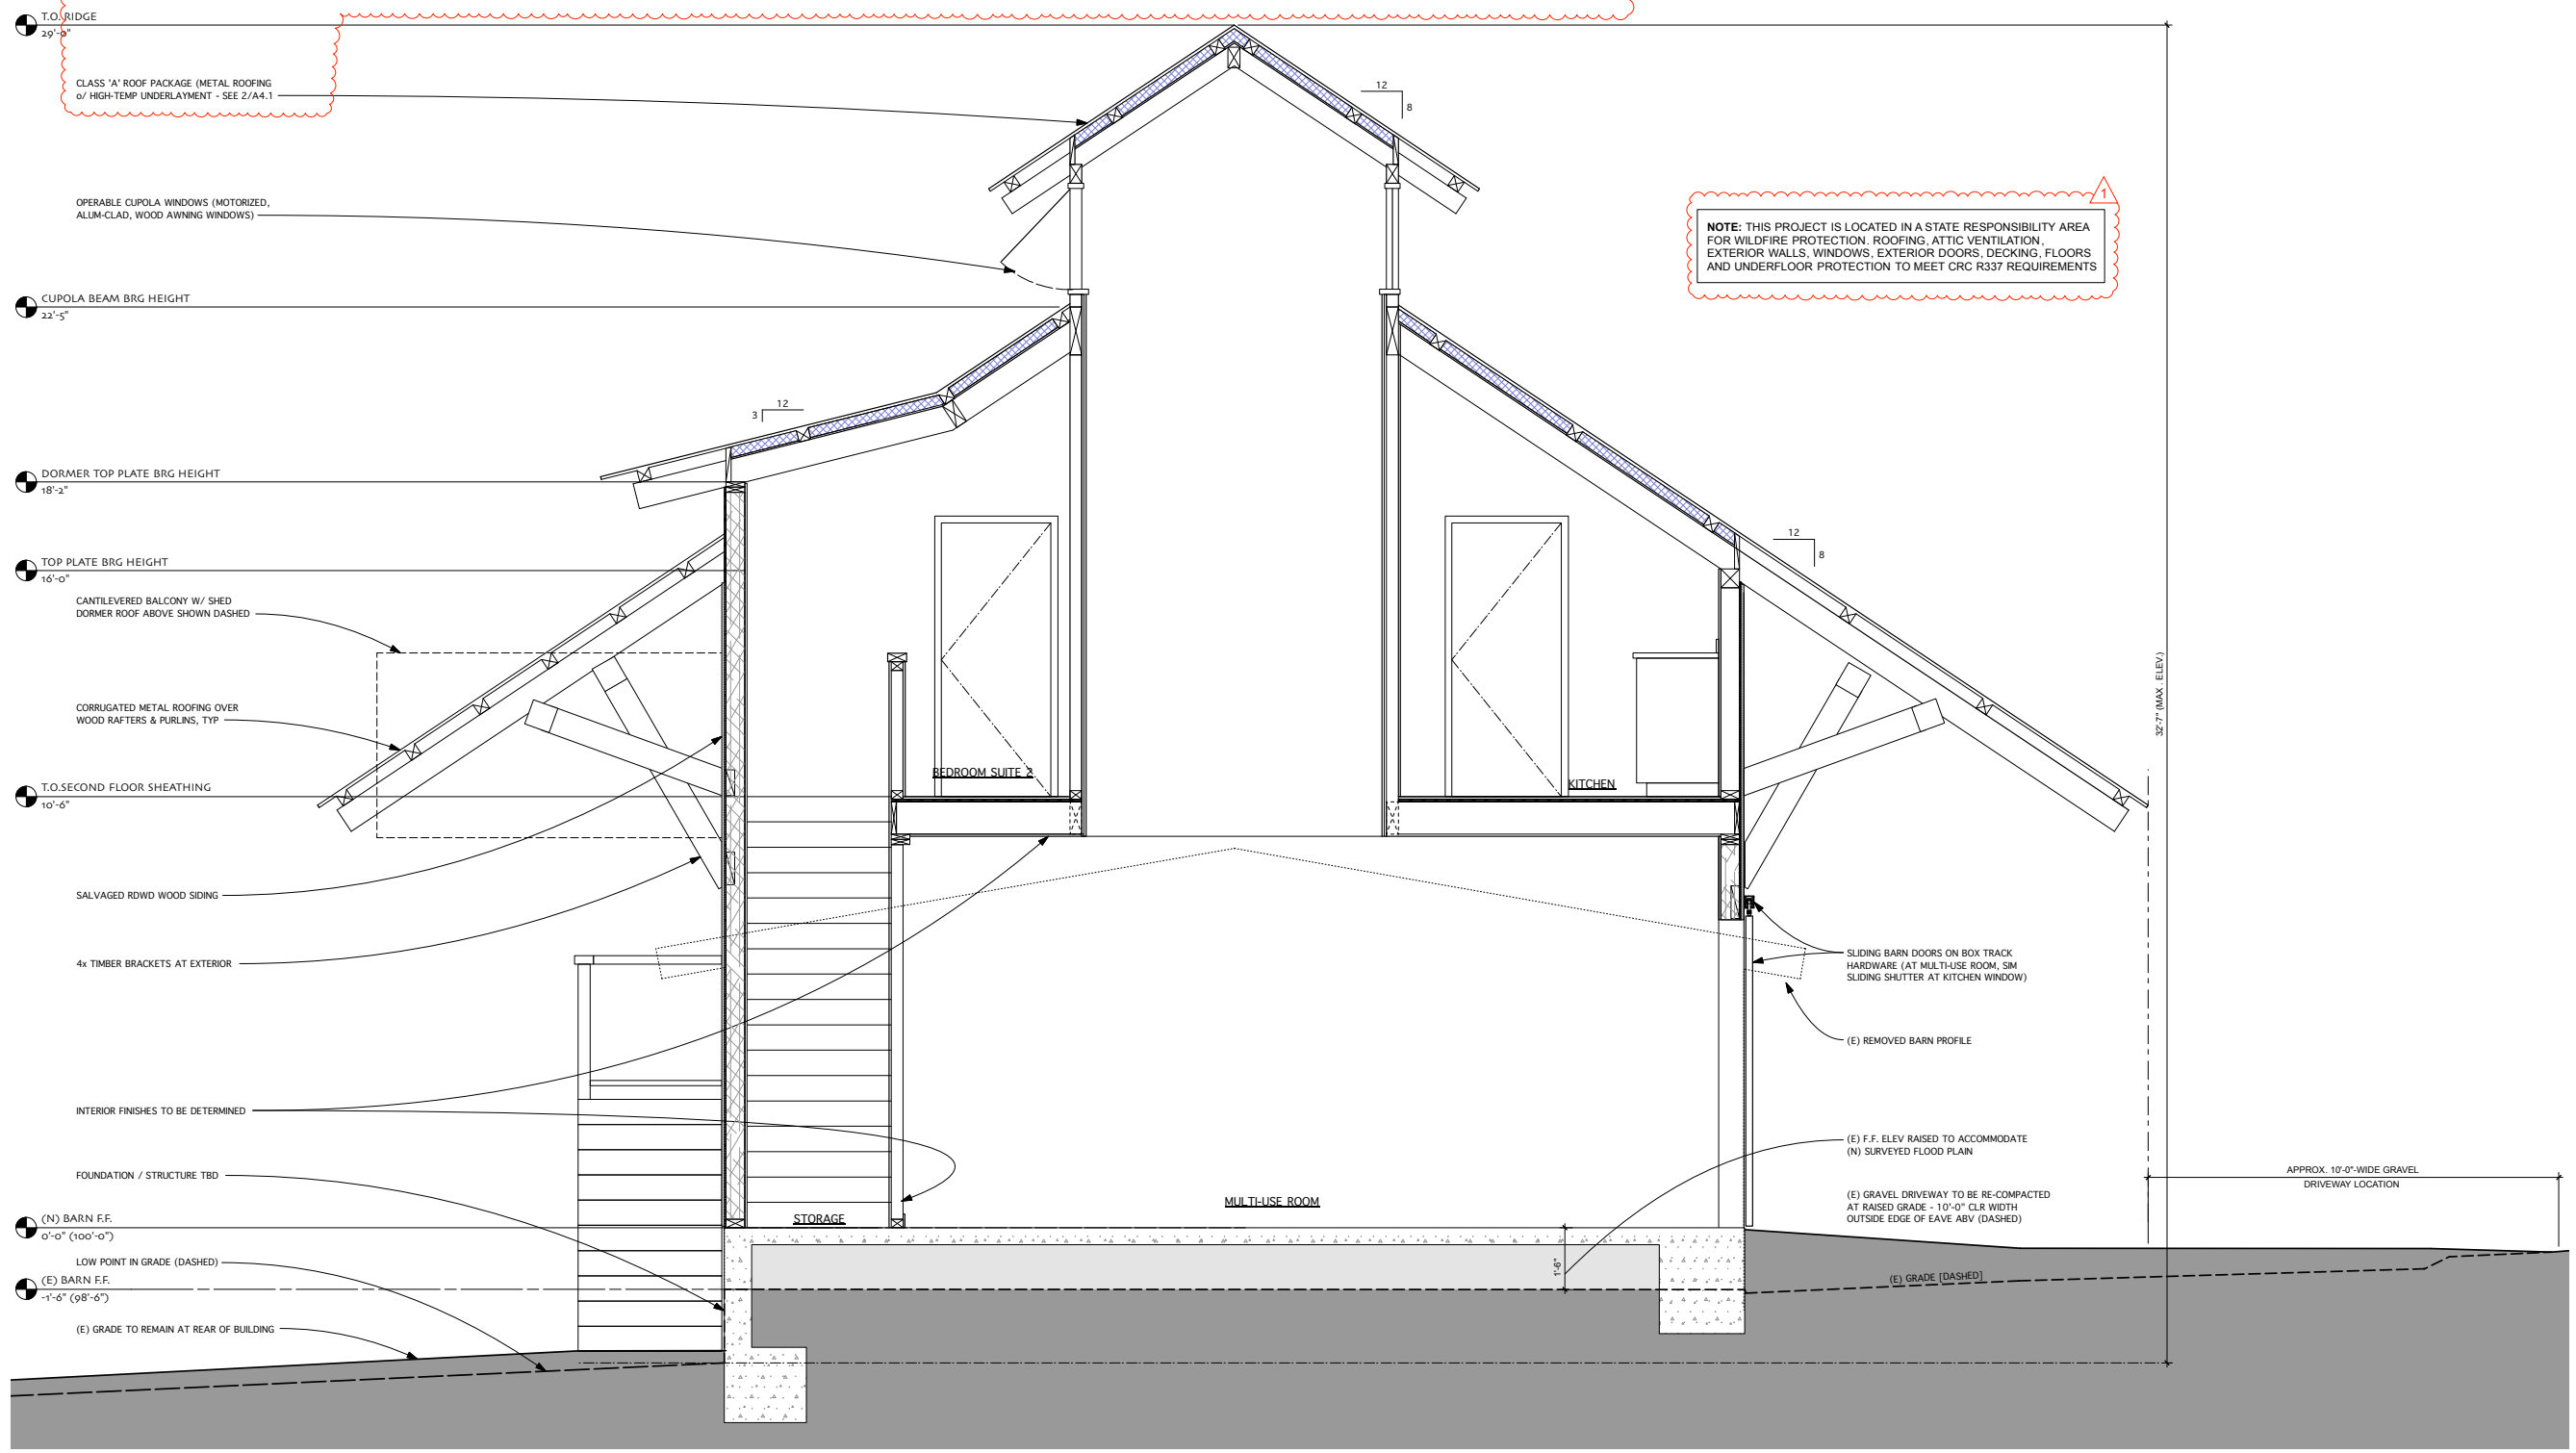 T.O. RIDGE
29'-0"
CLASS 'A' ROOF PACKAGE (METAL ROOFING
o/ HIGH-TEMP UNDERLAYMENT - SEE 2/A4.1
12
8
OPERABLE CUPOLA WINDOWS (MOTORIZED,
ALUM-CLAD, WOOD AWNING WINDOWS)
1
NOTE: THIS PROJECT IS LOCATED IN A STATE RESPONSIBILITY AREA
FOR WILDFIRE PROTECTION. ROOFING, ATTIC VENTILATION,
EXTERIOR WALLS, WINDOWS, EXTERIOR DOORS, DECKING, FLOORS
AND UNDERFLOOR PROTECTION TO MEET CRC R337 REQUIREMENTS
CUPOLA BEAM BRG HEIGHT
22'-5"
12
3
DORMER TOP PLATE BRG HEIGHT
18'-2"
12
8
TOP PLATE BRG HEIGHT
16'-0"
CANTILEVERED BALCONY W/ SHED
DORMER ROOF ABOVE SHOWN DASHED
32'-7" (MAX. ELEV.)
CORRUGATED METAL ROOFING OVER
WOOD RAFTERS & PURLINS, TYP
BEDROOM SUITE 2
KITCHEN
T.O.SECOND FLOOR SHEATHING
10'-6"
SALVAGED RDWD WOOD SIDING
4x TIMBER BRACKETS AT EXTERIOR
SLIDING BARN DOORS ON BOX TRACK
HARDWARE (AT MULTI-USE ROOM, SIM
SLIDING SHUTTER AT KITCHEN WINDOW)
(E) REMOVED BARN PROFILE
INTERIOR FINISHES TO BE DETERMINED
(E) F.F. ELEV RAISED TO ACCOMMODATE
(N) SURVEYED FLOOD PLAIN
FOUNDATION / STRUCTURE TBD
APPROX. 10'-0"-WIDE GRAVEL
DRIVEWAY LOCATION
MULTI-USE ROOM
STORAGE
(E) GRAVEL DRIVEWAY TO BE RE-COMPACTED
AT RAISED GRADE - 10'-0" CLR WIDTH
OUTSIDE EDGE OF EAVE ABV (DASHED)
(N) BARN F.F.
0'-0" (100'-0")
LOW POINT IN GRADE (DASHED)
1'-6"
(E) BARN F.F.
-1'-6" (98'-6")
(E) GRADE [DASHED]
(E) GRADE TO REMAIN AT REAR OF BUILDING